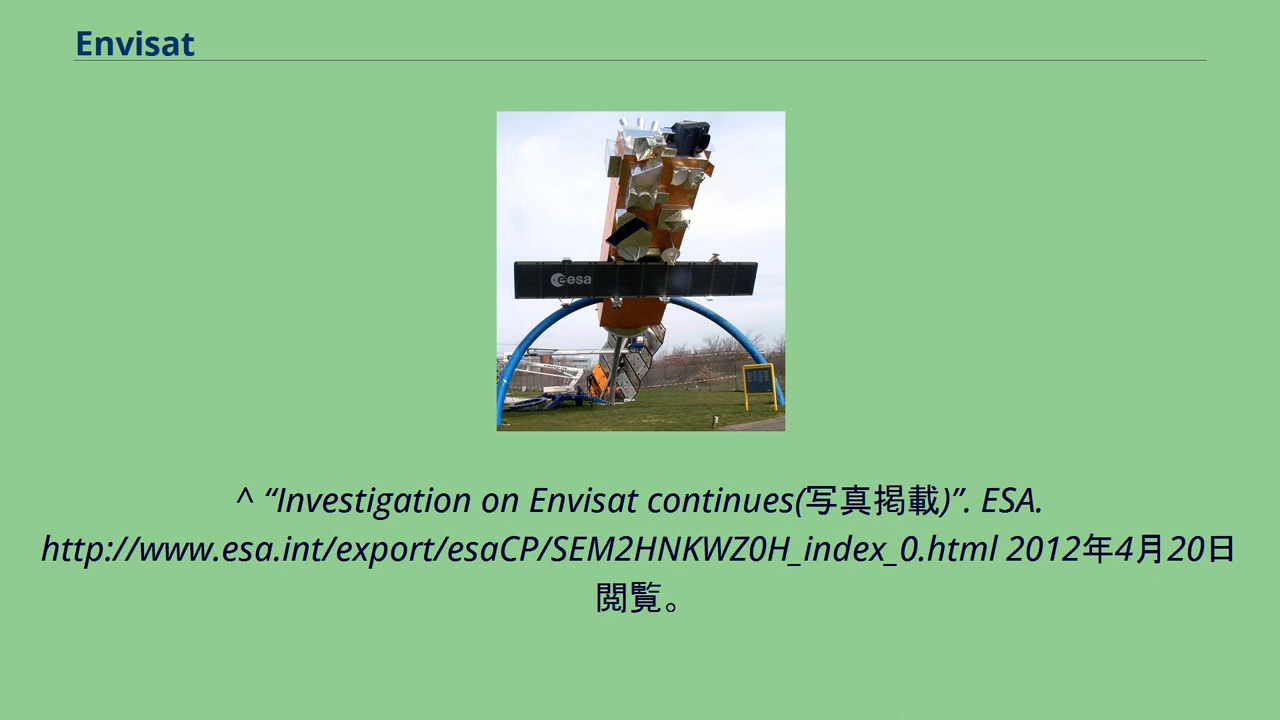 Envisat
esa
^ “Investigation on Envisat continues(写真掲載)”. ESA.
http://www.esa.int/export/esaCP/SEM2HNKWZ0H_index_0.html 2012年4月20日
閲覧。